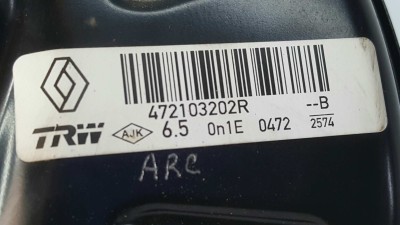 472103202R
TRW AJK 6.5 0n1E 0472 --B
2574
ARC